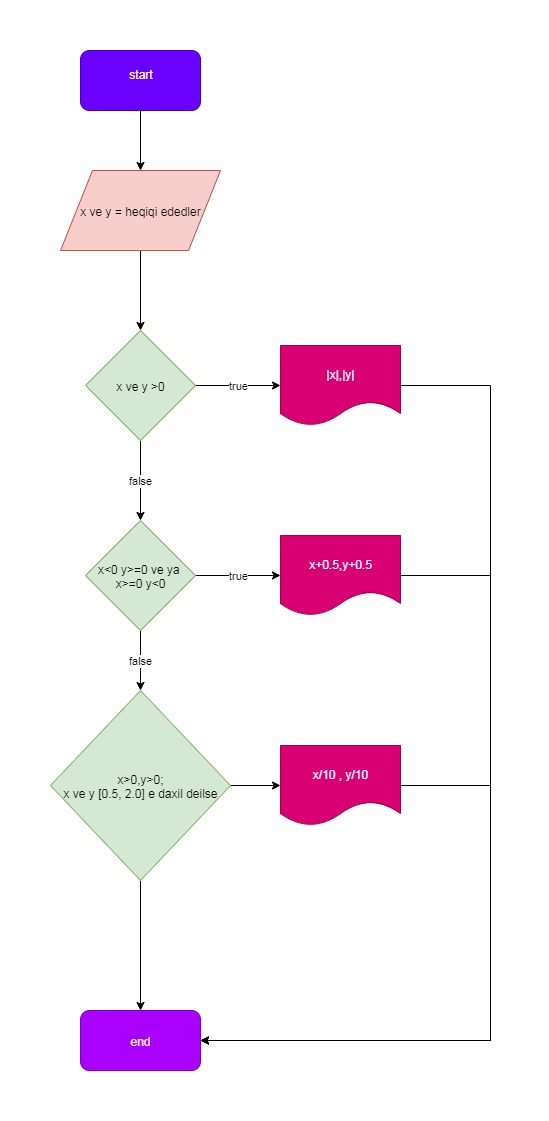 start
x ve y = heqiqi ededler
x ve y >0
true
|x|,|y|
false
x<0 y>=0 ve ya
x>=0 y<0
true
x+0.5,y+0.5
false
x>0,y>0;
x ve y [0.5, 2.0] e daxil deilse
x/10 , y/10
end